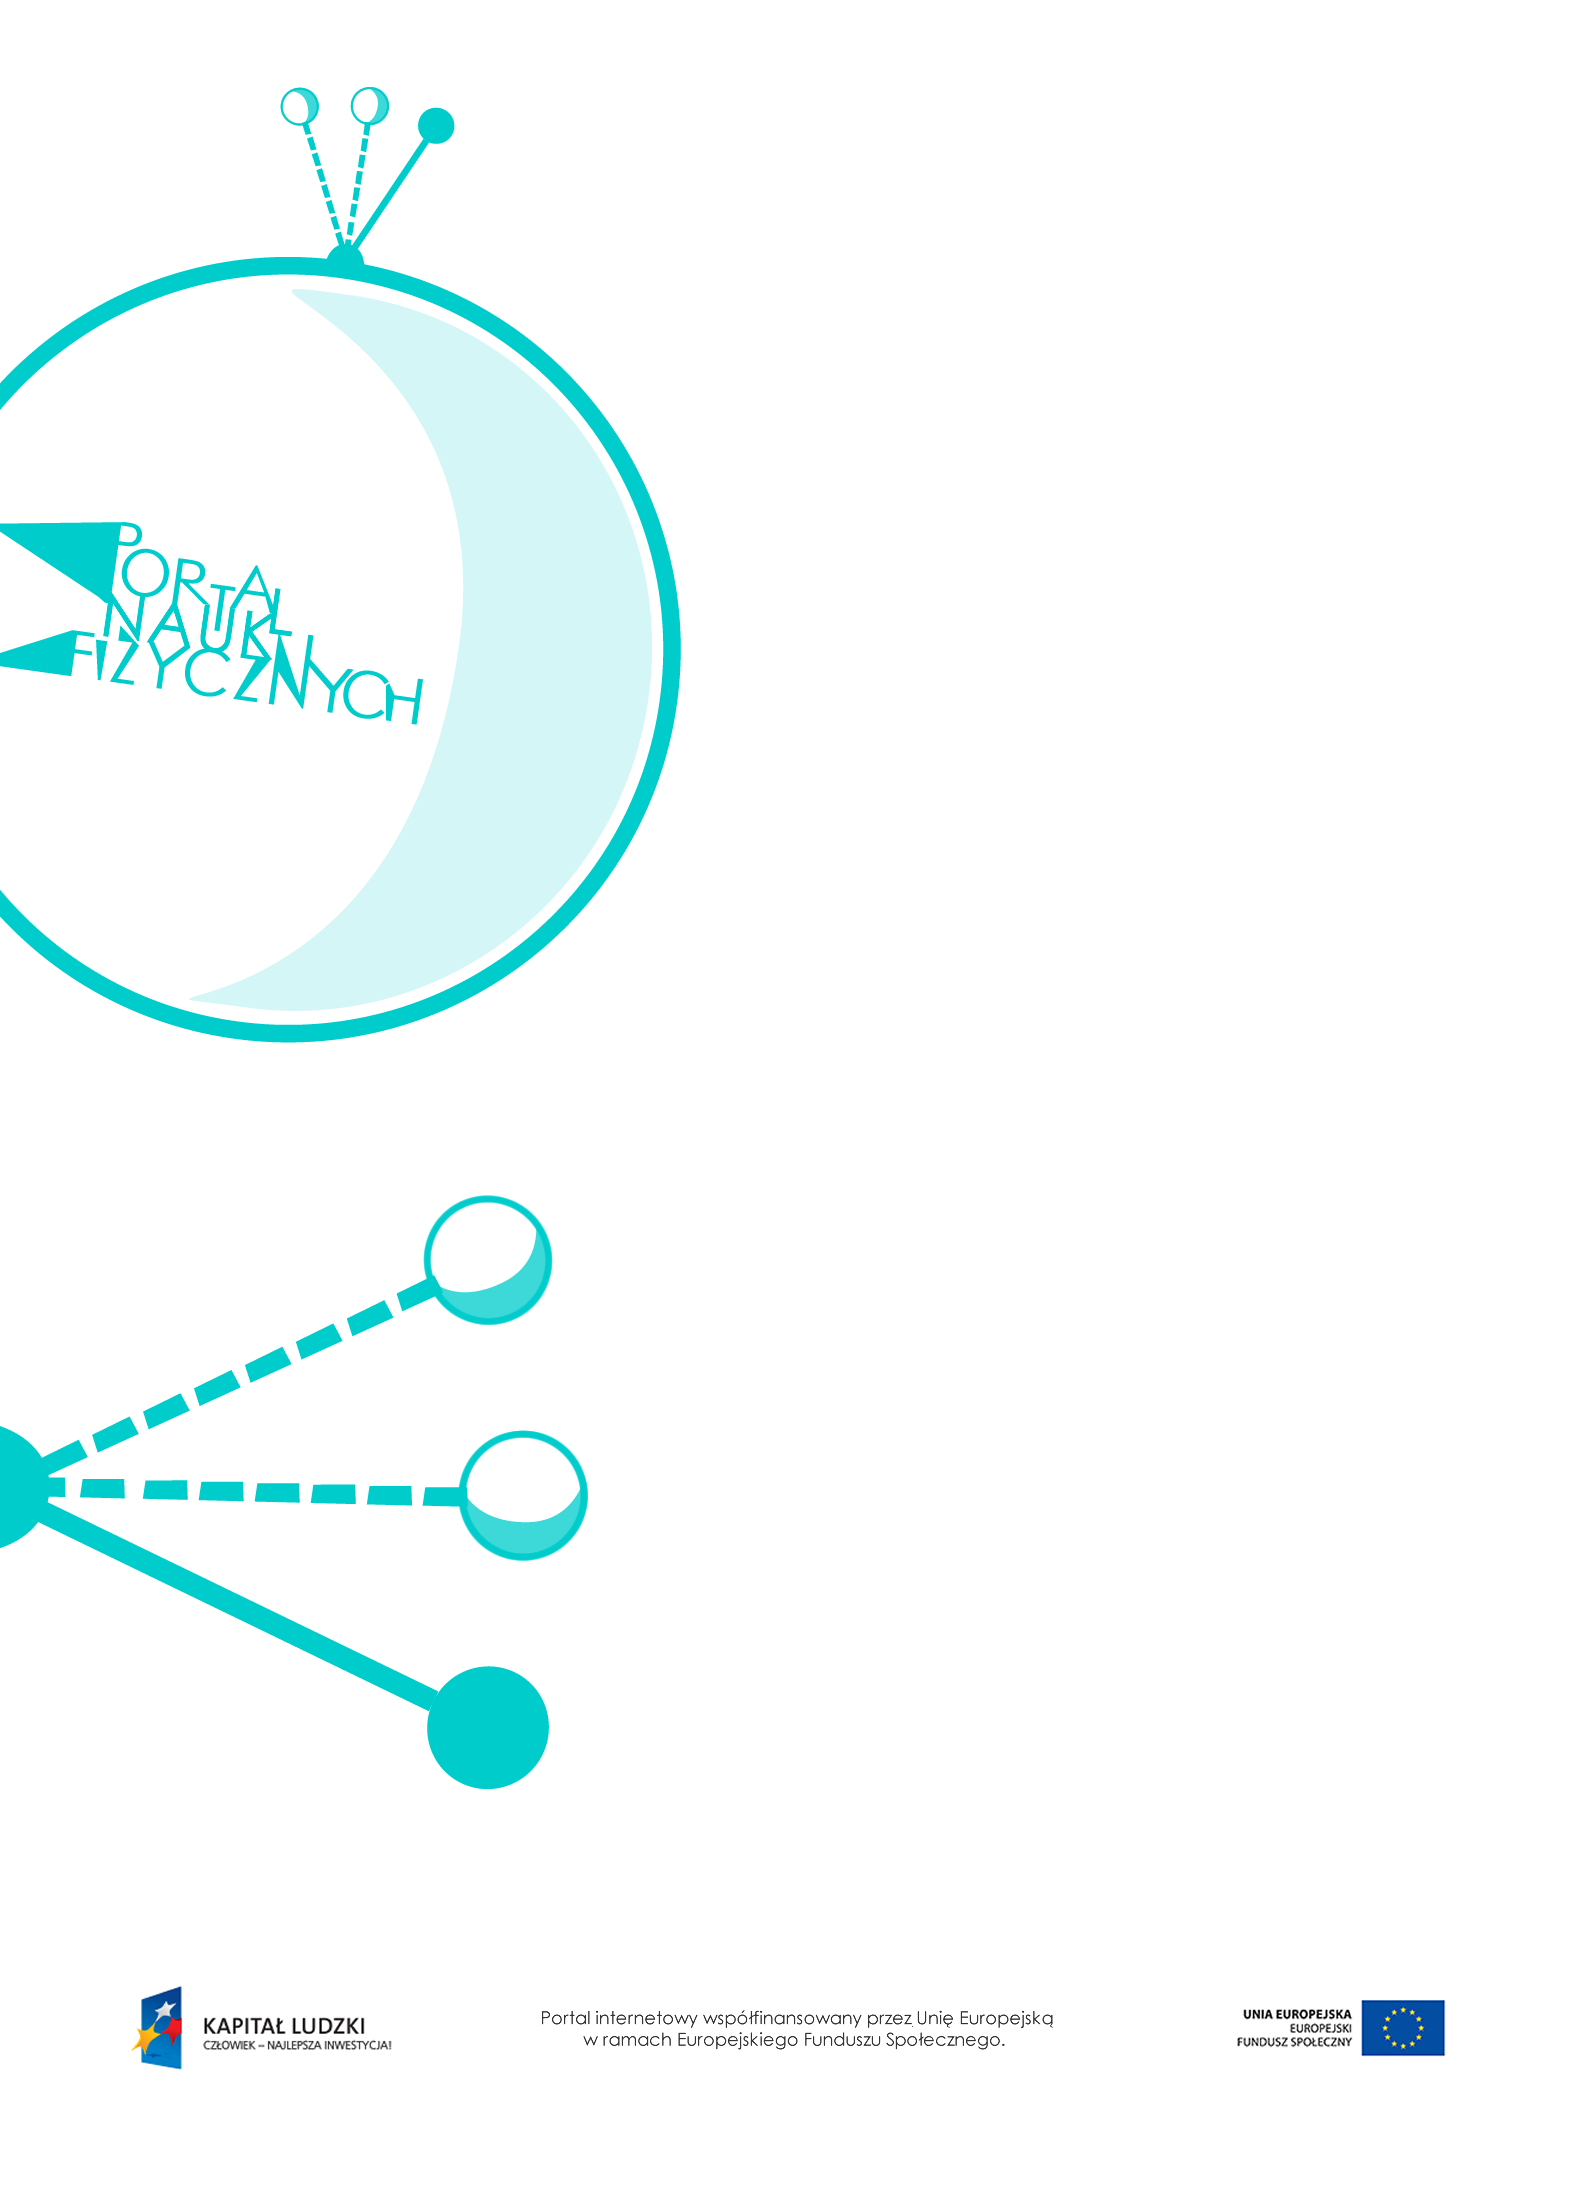 PORTAL
NAUK
FIZYCZNYCH
KAPITAŁ LUDZKI
CZŁOWIEK – NAJLEPSZA INWESTYCJA!
Portal internetowy współfinansowany przez Unię Europejską
w ramach Europejskiego Funduszu Społecznego.
UNIA EUROPEJSKA
EUROPEJSKI
FUNDUSZ SPOŁECZNY